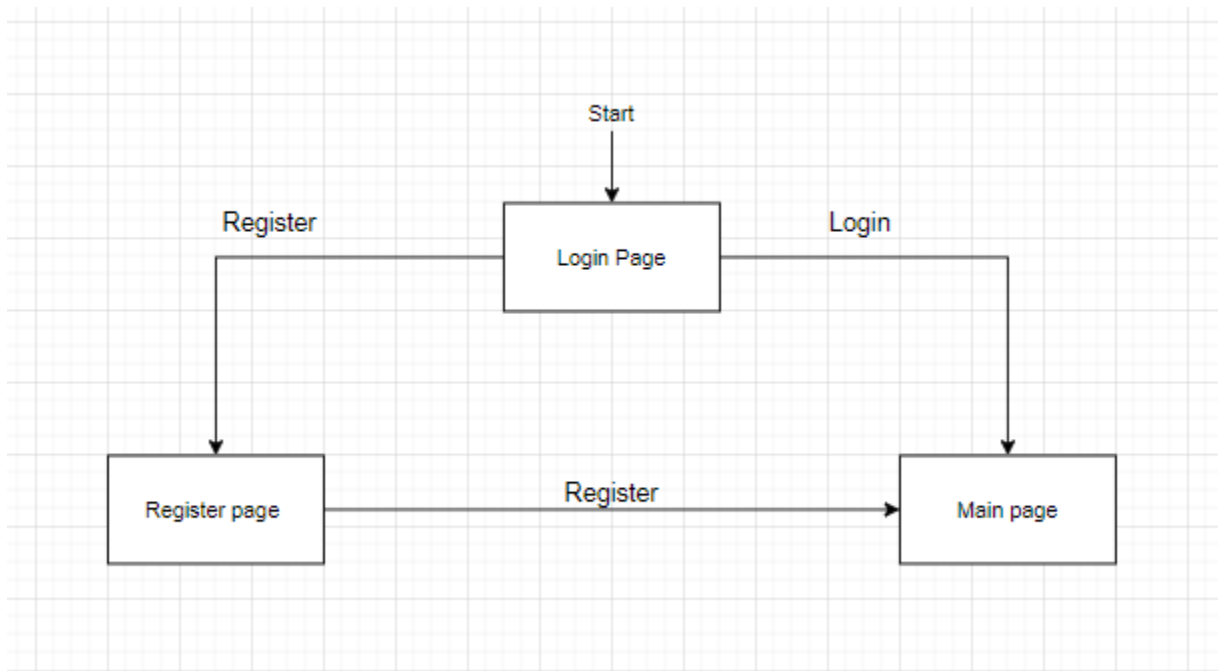 Start
Register
Login
Login Page
Register page
Register
Main page